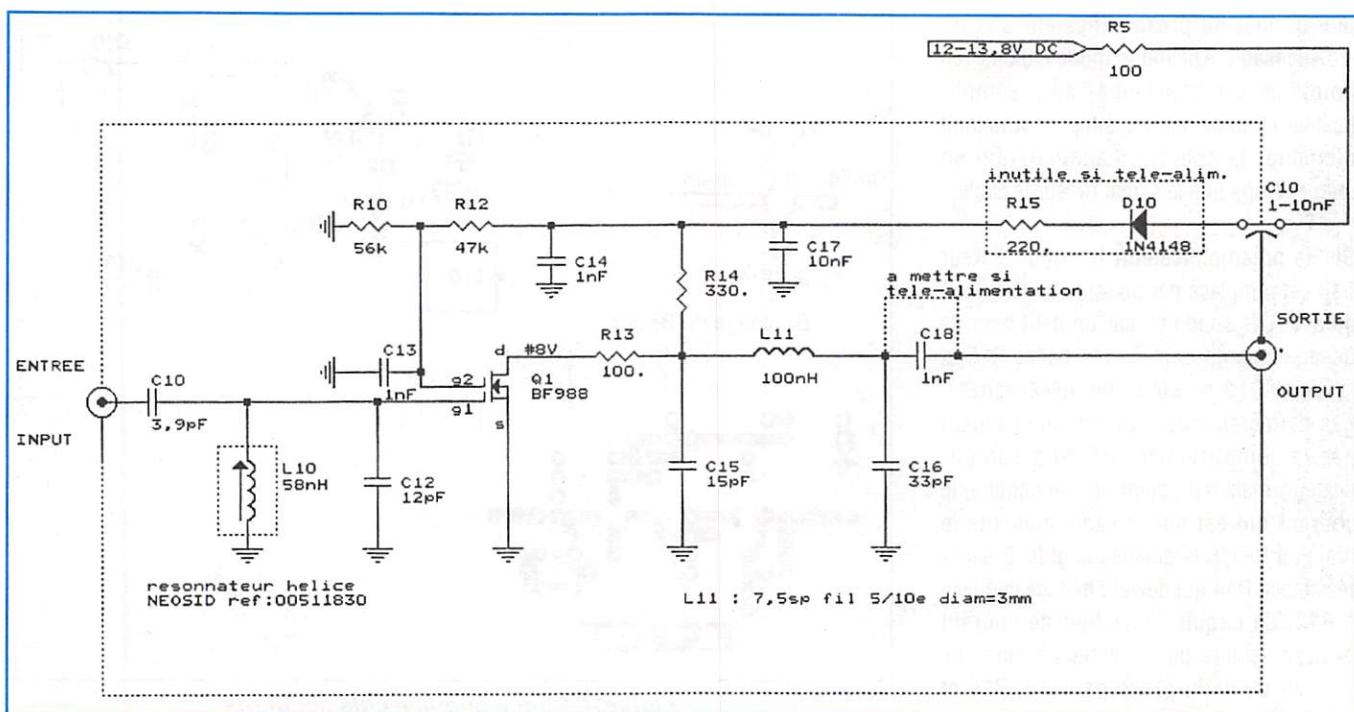 R5
12-13,8V DC
100
inutile si tele-alim.
C10
1-10nF
R15
D10
220.
1N4148
R10
R12
56k
47k
C14
1nF
C17
10nF
R14
330.
a mettre si
tele-alimentation
C13
1nF
d
#8V
R13
100.
L11
100nH
C18
1nF
SORTIE
OUTPUT
ENTREE
INPUT
C10
3,9pF
g2
g1
Q1
BF988
s
L10
58nH
C12
12pF
C15
15pF
C16
33pF
resonnateur helice
NEOSID ref:00511830
L11 : 7,5sp fil 5/10e diam=3mm